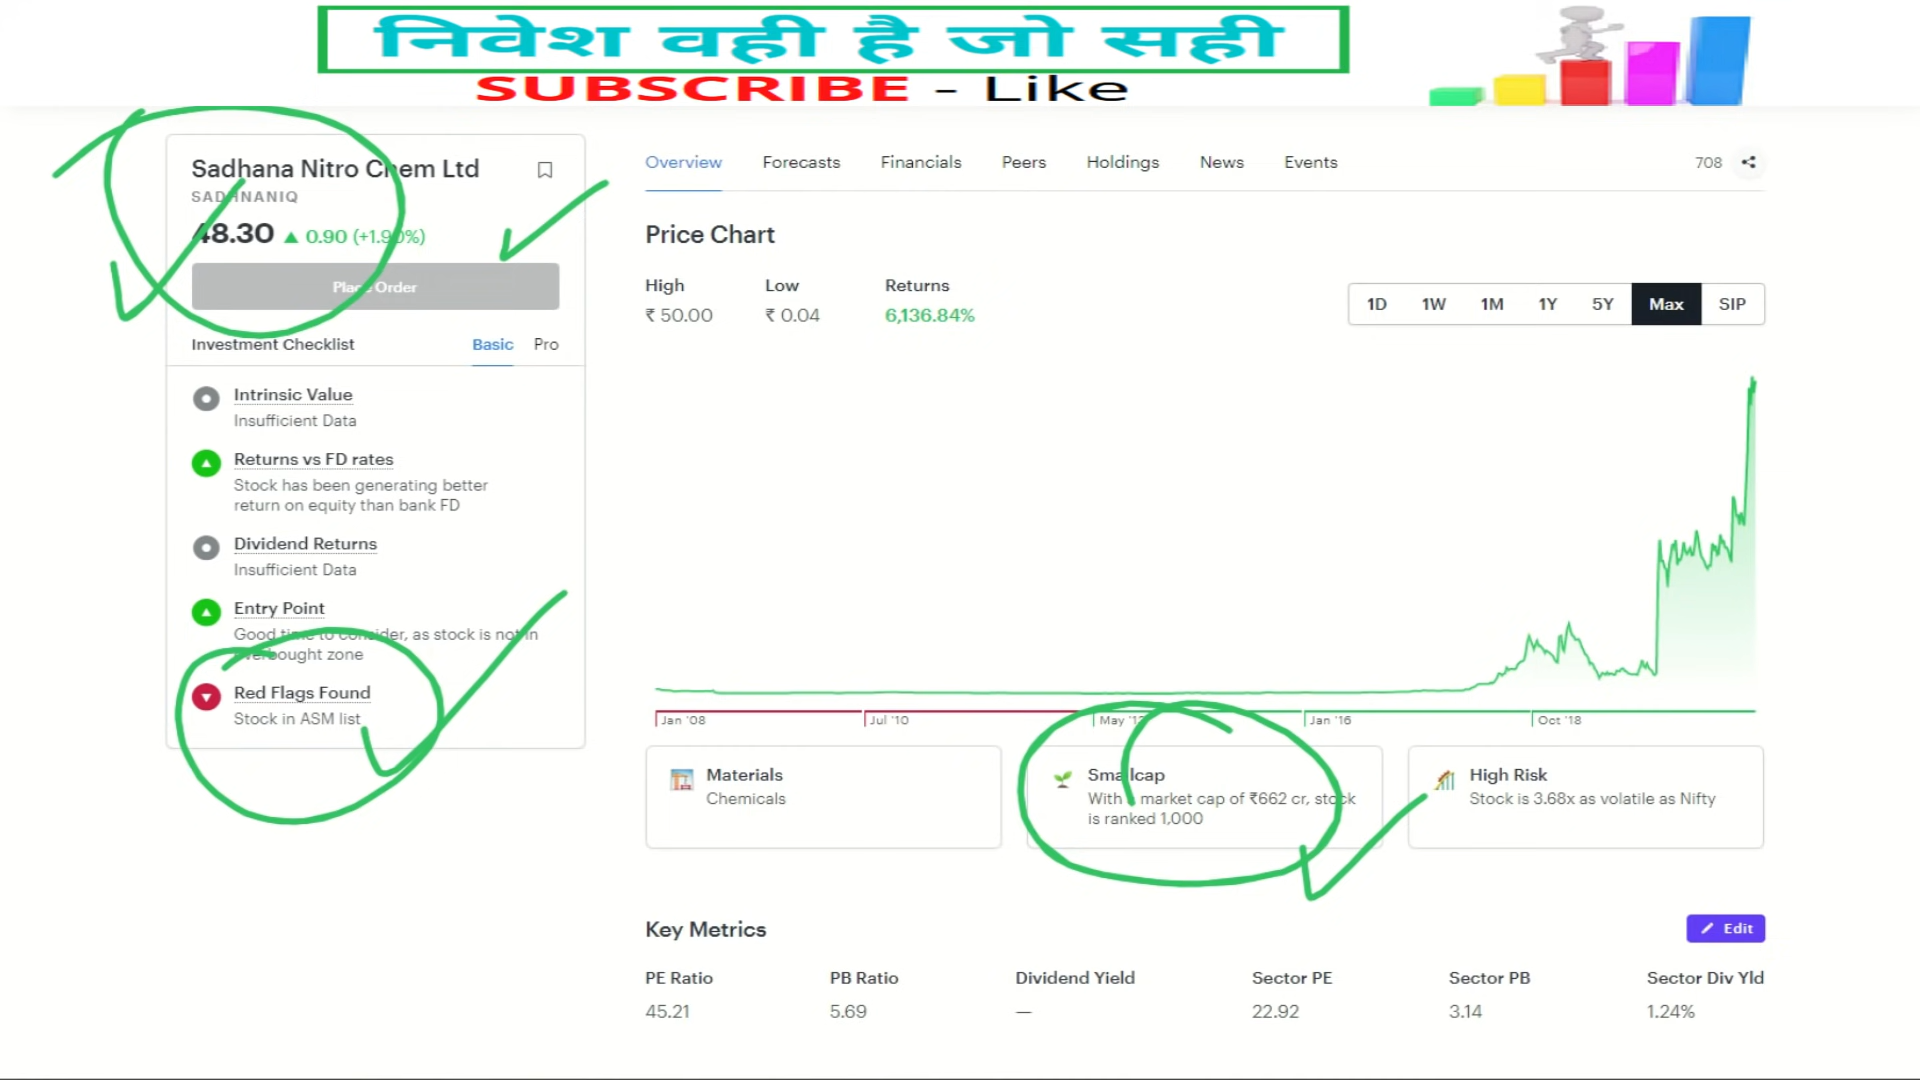 निवेश वही है जो सही
SUBSCRIBE - Like
Sadhana Nitro Chem Ltd
SADHNANIQ
48.30 ▲ 0.90 (+1.90%)
Place Order
Investment Checklist Basic Pro
Intrinsic Value
Insufficient Data
Returns vs FD rates
Stock has been generating better
return on equity than bank FD
Dividend Returns
Insufficient Data
Entry Point
Good time to consider, as stock is not in
overbought zone
Red Flags Found
Stock in ASM list
Overview Forecasts Financials Peers Holdings News Events 708
Price Chart
High Low Returns
₹ 50.00 ₹ 0.04 6,136.84%
1D 1W 1M 1Y 5Y Max SIP
Jan '08 Jul '10 May '13 Jan '16 Oct '18
Materials
Chemicals
Smallcap
With a market cap of ₹662 cr, stock
is ranked 1,000
High Risk
Stock is 3.68x as volatile as Nifty
Key Metrics Edit
PE Ratio PB Ratio Dividend Yield Sector PE Sector PB Sector Div Yld
45.21 5.69 — 22.92 3.14 1.24%